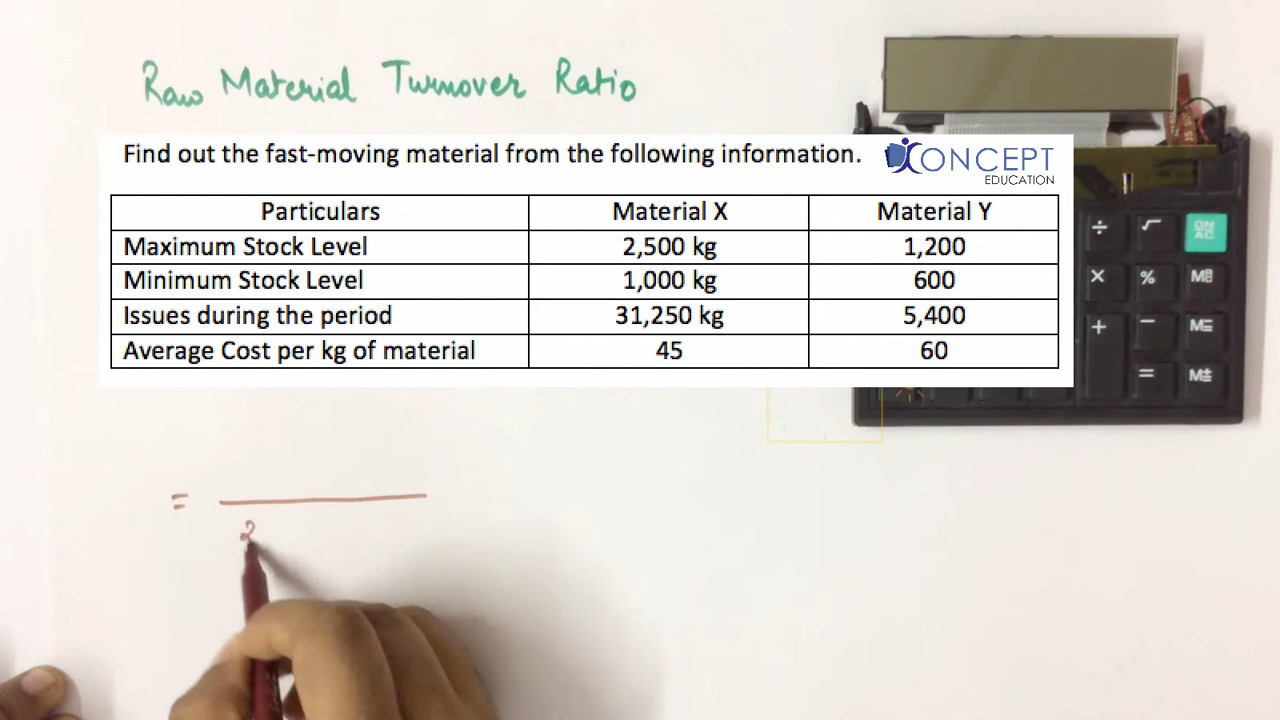 Raw Material Turnover Ratio
Find out the fast-moving material from the following information.
CONCEPT
EDUCATION
Particulars Material X Material Y
Maximum Stock Level 2,500 kg 1,200
Minimum Stock Level 1,000 kg 600
Issues during the period 31,250 kg 5,400
Average Cost per kg of material 45 60
÷ √ ON AC
× %
+ − M=
= M±
=
2